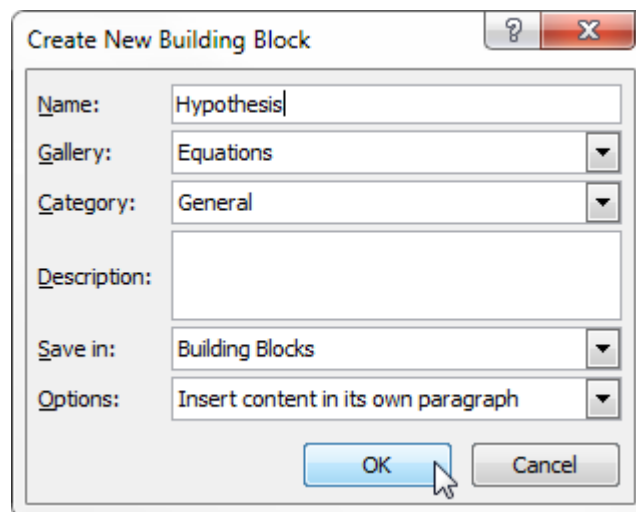 Create New Building Block
Name: Hypothesis
Gallery: Equations
Category: General
Description:
Save in: Building Blocks
Options: Insert content in its own paragraph
OK Cancel